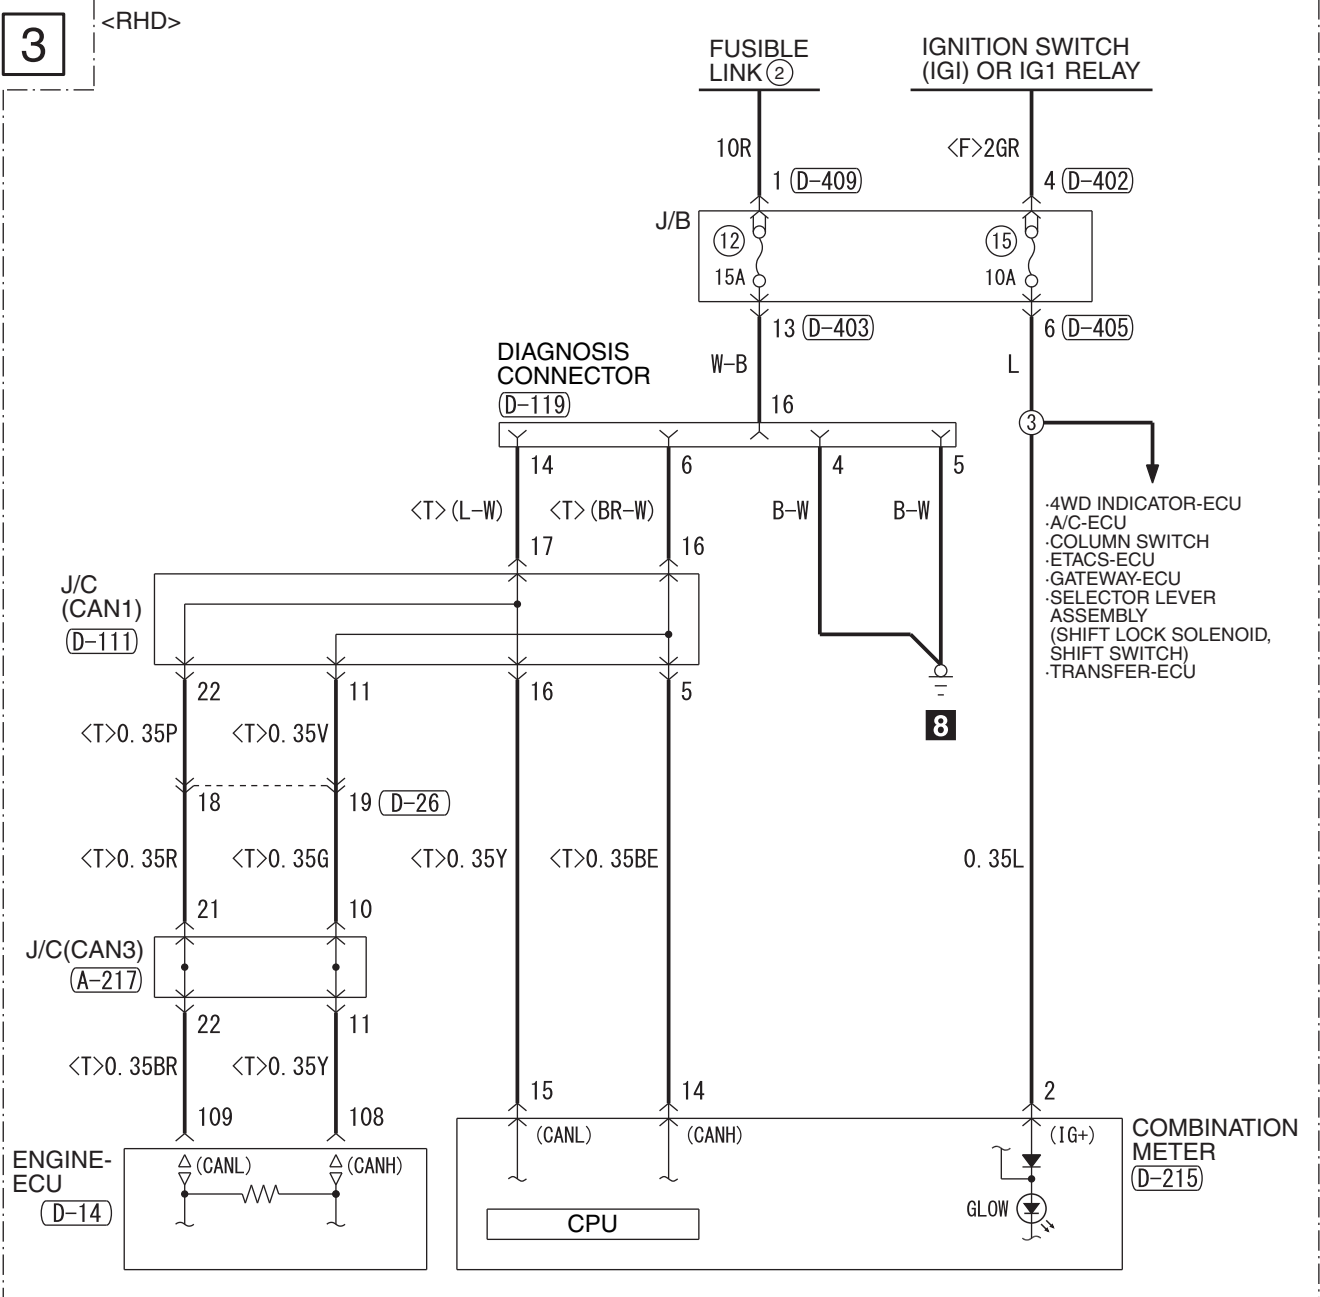 3
<RHD>
FUSIBLE
LINK ②
IGNITION SWITCH
(IGI) OR IG1 RELAY
10R
<F>2GR
1 (D-409)
4 (D-402)
J/B
12
15
15A
10A
13 (D-403)
6 (D-405)
DIAGNOSIS
CONNECTOR
(D-119)
W-B
L
16
3
14
6
4
5
<T>(L-W)
<T>(BR-W)
B-W
B-W
·4WD INDICATOR-ECU
·A/C-ECU
·COLUMN SWITCH
·ETACS-ECU
·GATEWAY-ECU
·SELECTOR LEVER
ASSEMBLY
(SHIFT LOCK SOLENOID,
SHIFT SWITCH)
·TRANSFER-ECU
17
16
J/C
(CAN1)
(D-111)
22
11
16
5
8
<T>0.35P
<T>0.35V
18
19 (D-26)
<T>0.35R
<T>0.35G
<T>0.35Y
<T>0.35BE
0.35L
21
10
J/C(CAN3)
(A-217)
22
11
<T>0.35BR
<T>0.35Y
15
14
2
109
108
(CANL)
(CANH)
(IG+)
COMBINATION
METER
(D-215)
ENGINE-
ECU
(D-14)
(CANL)
(CANH)
GLOW
CPU